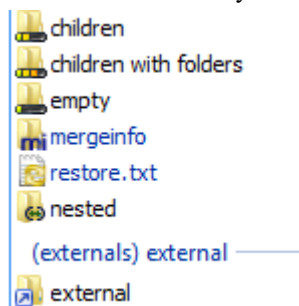 children
children with folders
empty
mergeinfo
restore.txt
nested
(externals) external
external